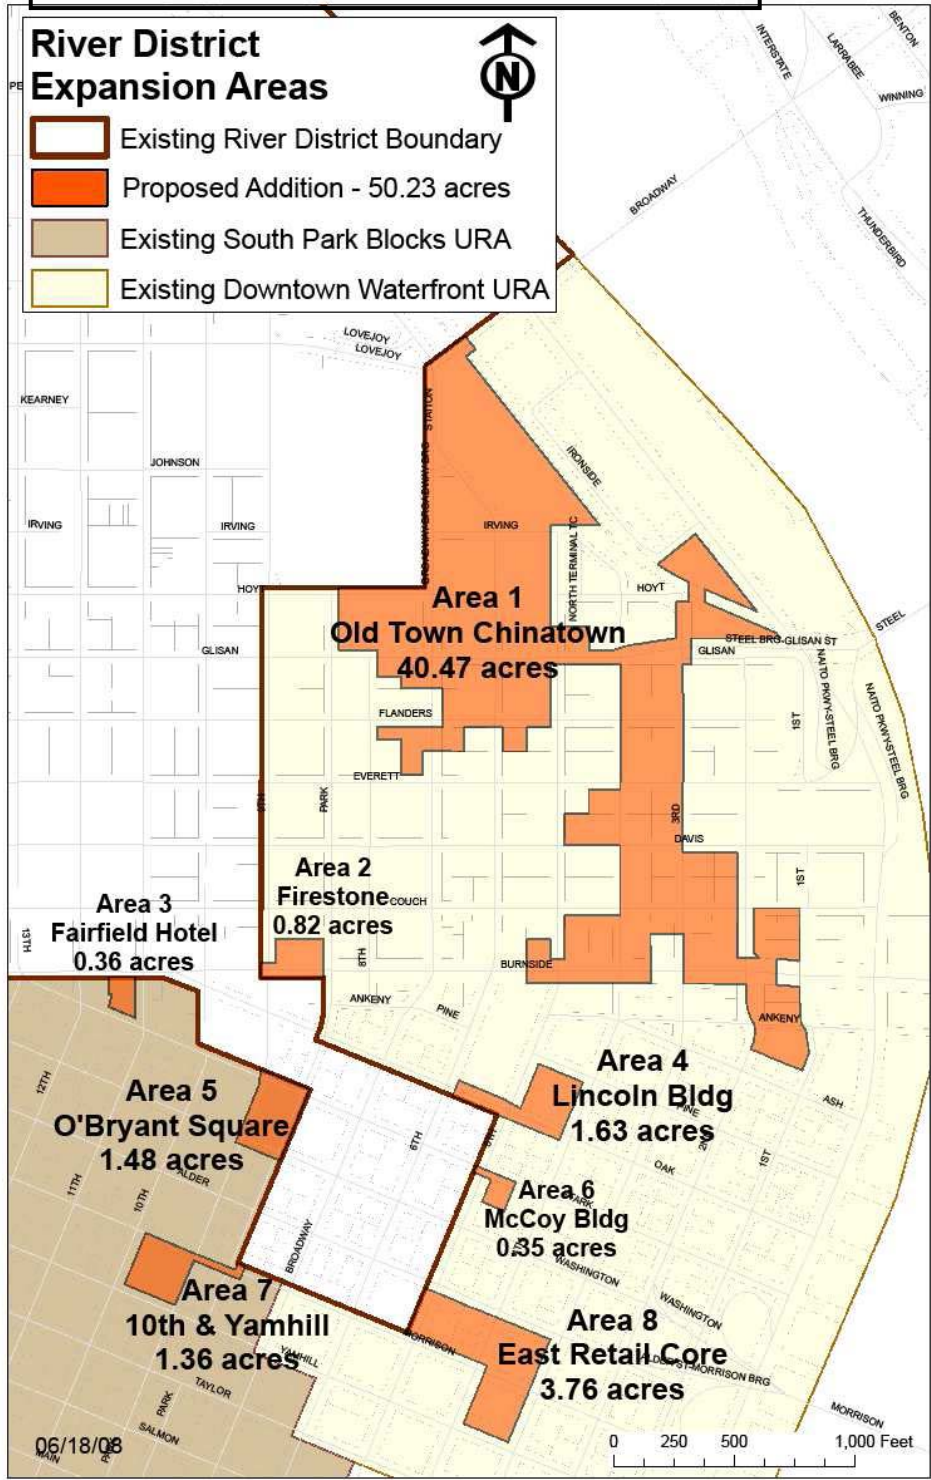 River District
Expansion Areas
N
Existing River District Boundary
Proposed Addition - 50.23 acres
Existing South Park Blocks URA
Existing Downtown Waterfront URA
PE
INTERSTATE
LARRABEE
BENTON
WINNING
BROADWAY
THUNDERBIRD
LOVEJOY
LOVEJOY
KEARNEY
STATION
JOHNSON
IRONSIDE
IRVING
IRVING
IRVING
NORTH TERMINAL TC
HOYT
HOYT
Area 1
Old Town Chinatown
40.47 acres
GLISAN
STEEL BRG-GLISAN ST
GLISAN
STEEL
NAITO PKWY-STEEL BRG
NAITO PKWY-STEEL BRG
1ST
FLANDERS
EVERETT
9TH
PARK
3RD
DAVIS
1ST
Area 2
Firestone
0.82 acres
COUCH
Area 3
Fairfield Hotel
0.36 acres
13TH
8TH
BURNSIDE
ANKENY
PINE
ANKENY
Area 4
Lincoln Bldg
1.63 acres
PINE
ASH
12TH
Area 5
O'Bryant Square
1.48 acres
ALDER
6TH
OAK
1ST
11TH
10TH
Area 6
McCoy Bldg
0.35 acres
STARK
BROADWAY
WASHINGTON
WASHINGTON
Area 7
10th & Yamhill
1.36 acres
YAMHILL
MORRISON
Area 8
East Retail Core
3.76 acres
ALDER ST-MORRISON BRG
MORRISON
TAYLOR
PARK
SALMON
MAIN
06/18/08
0 250 500 1,000 Feet